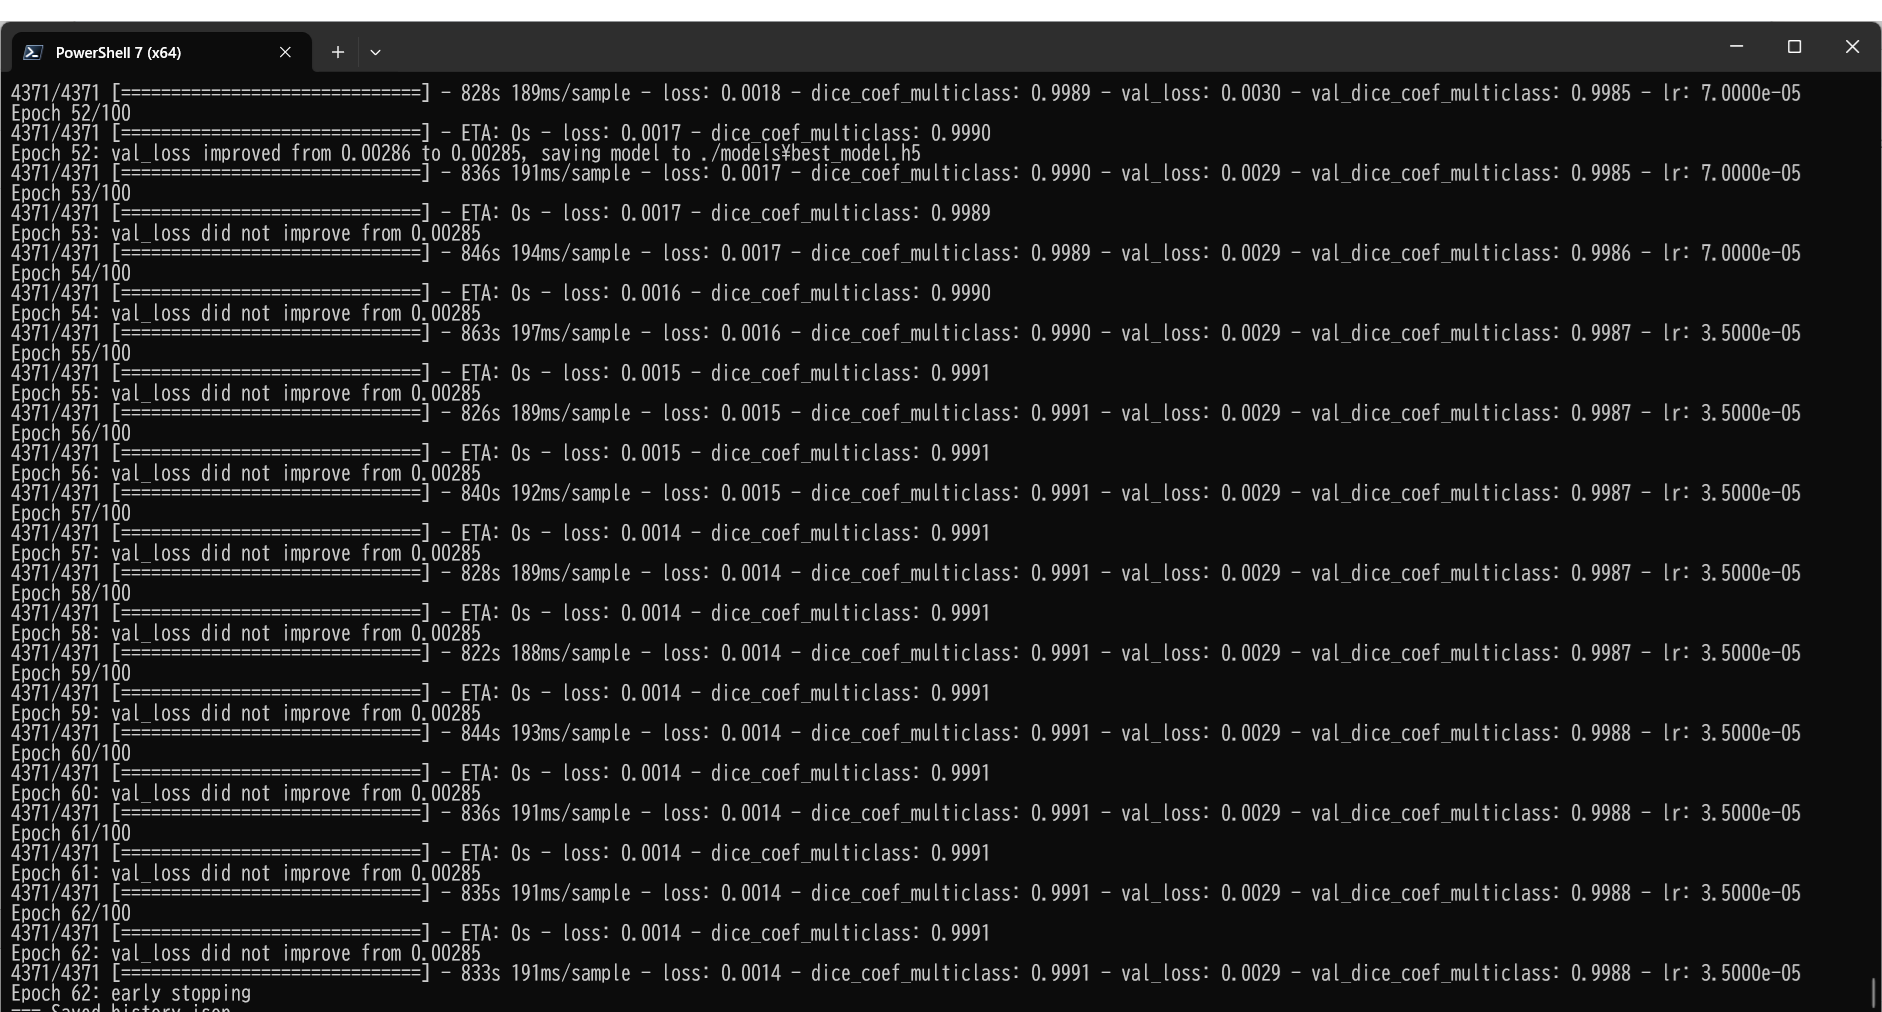 PowerShell 7 (x64)
4371/4371 [==============================] - 828s 189ms/sample - loss: 0.0018 - dice_coef_multiclass: 0.9989 - val_loss: 0.0030 - val_dice_coef_multiclass: 0.9985 - lr: 7.0000e-05
Epoch 52/100
4371/4371 [==============================] - ETA: 0s - loss: 0.0017 - dice_coef_multiclass: 0.9990
Epoch 52: val_loss improved from 0.00286 to 0.00285, saving model to ./models¥best_model.h5
4371/4371 [==============================] - 836s 191ms/sample - loss: 0.0017 - dice_coef_multiclass: 0.9990 - val_loss: 0.0029 - val_dice_coef_multiclass: 0.9985 - lr: 7.0000e-05
Epoch 53/100
4371/4371 [==============================] - ETA: 0s - loss: 0.0017 - dice_coef_multiclass: 0.9989
Epoch 53: val_loss did not improve from 0.00285
4371/4371 [==============================] - 846s 194ms/sample - loss: 0.0017 - dice_coef_multiclass: 0.9989 - val_loss: 0.0029 - val_dice_coef_multiclass: 0.9986 - lr: 7.0000e-05
Epoch 54/100
4371/4371 [==============================] - ETA: 0s - loss: 0.0016 - dice_coef_multiclass: 0.9990
Epoch 54: val_loss did not improve from 0.00285
4371/4371 [==============================] - 863s 197ms/sample - loss: 0.0016 - dice_coef_multiclass: 0.9990 - val_loss: 0.0029 - val_dice_coef_multiclass: 0.9987 - lr: 3.5000e-05
Epoch 55/100
4371/4371 [==============================] - ETA: 0s - loss: 0.0015 - dice_coef_multiclass: 0.9991
Epoch 55: val_loss did not improve from 0.00285
4371/4371 [==============================] - 826s 189ms/sample - loss: 0.0015 - dice_coef_multiclass: 0.9991 - val_loss: 0.0029 - val_dice_coef_multiclass: 0.9987 - lr: 3.5000e-05
Epoch 56/100
4371/4371 [==============================] - ETA: 0s - loss: 0.0015 - dice_coef_multiclass: 0.9991
Epoch 56: val_loss did not improve from 0.00285
4371/4371 [==============================] - 840s 192ms/sample - loss: 0.0015 - dice_coef_multiclass: 0.9991 - val_loss: 0.0029 - val_dice_coef_multiclass: 0.9987 - lr: 3.5000e-05
Epoch 57/100
4371/4371 [==============================] - ETA: 0s - loss: 0.0014 - dice_coef_multiclass: 0.9991
Epoch 57: val_loss did not improve from 0.00285
4371/4371 [==============================] - 828s 189ms/sample - loss: 0.0014 - dice_coef_multiclass: 0.9991 - val_loss: 0.0029 - val_dice_coef_multiclass: 0.9987 - lr: 3.5000e-05
Epoch 58/100
4371/4371 [==============================] - ETA: 0s - loss: 0.0014 - dice_coef_multiclass: 0.9991
Epoch 58: val_loss did not improve from 0.00285
4371/4371 [==============================] - 822s 188ms/sample - loss: 0.0014 - dice_coef_multiclass: 0.9991 - val_loss: 0.0029 - val_dice_coef_multiclass: 0.9987 - lr: 3.5000e-05
Epoch 59/100
4371/4371 [==============================] - ETA: 0s - loss: 0.0014 - dice_coef_multiclass: 0.9991
Epoch 59: val_loss did not improve from 0.00285
4371/4371 [==============================] - 844s 193ms/sample - loss: 0.0014 - dice_coef_multiclass: 0.9991 - val_loss: 0.0029 - val_dice_coef_multiclass: 0.9988 - lr: 3.5000e-05
Epoch 60/100
4371/4371 [==============================] - ETA: 0s - loss: 0.0014 - dice_coef_multiclass: 0.9991
Epoch 60: val_loss did not improve from 0.00285
4371/4371 [==============================] - 836s 191ms/sample - loss: 0.0014 - dice_coef_multiclass: 0.9991 - val_loss: 0.0029 - val_dice_coef_multiclass: 0.9988 - lr: 3.5000e-05
Epoch 61/100
4371/4371 [==============================] - ETA: 0s - loss: 0.0014 - dice_coef_multiclass: 0.9991
Epoch 61: val_loss did not improve from 0.00285
4371/4371 [==============================] - 835s 191ms/sample - loss: 0.0014 - dice_coef_multiclass: 0.9991 - val_loss: 0.0029 - val_dice_coef_multiclass: 0.9988 - lr: 3.5000e-05
Epoch 62/100
4371/4371 [==============================] - ETA: 0s - loss: 0.0014 - dice_coef_multiclass: 0.9991
Epoch 62: val_loss did not improve from 0.00285
4371/4371 [==============================] - 833s 191ms/sample - loss: 0.0014 - dice_coef_multiclass: 0.9991 - val_loss: 0.0029 - val_dice_coef_multiclass: 0.9988 - lr: 3.5000e-05
Epoch 62: early stopping
=== Saved history.json